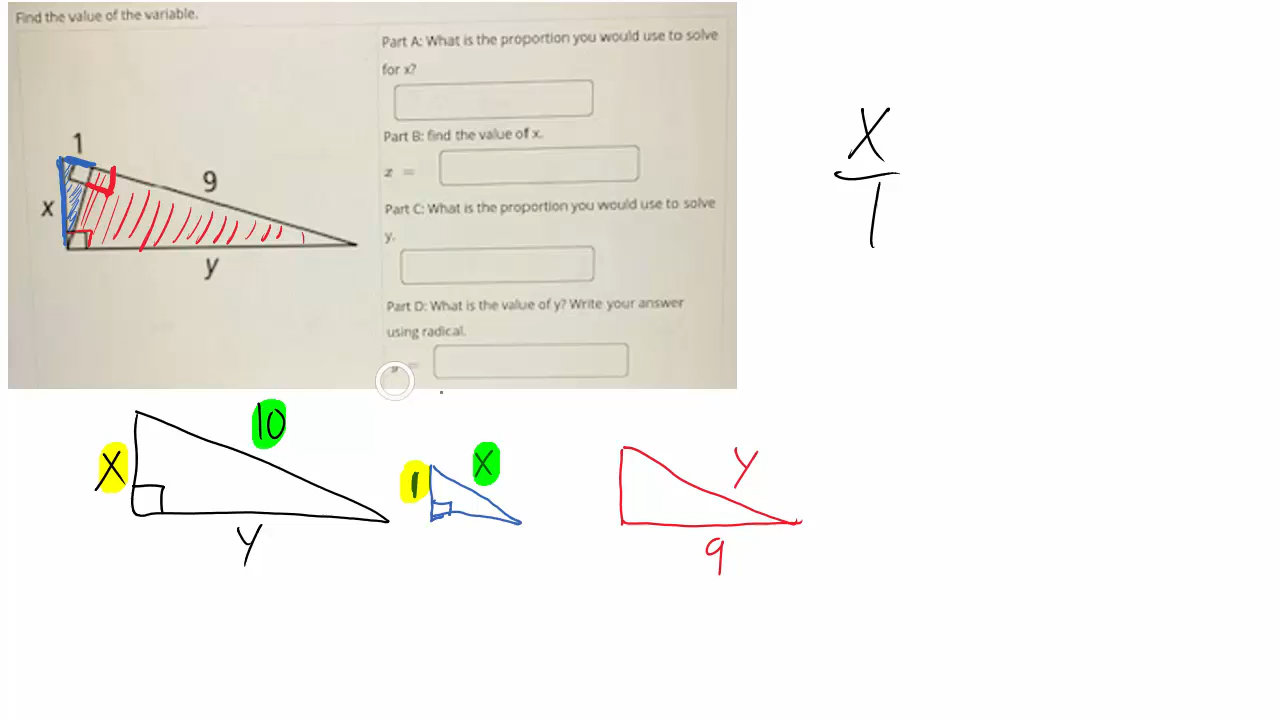 Find the value of the variable.
1
9
x
y
Part A: What is the proportion you would use to solve
for x?
Part B: find the value of x.
x =
Part C: What is the proportion you would use to solve
y.
Part D: What is the value of y? Write your answer
using radical.
=
X
1
10
X
Y
1
X
Y
9